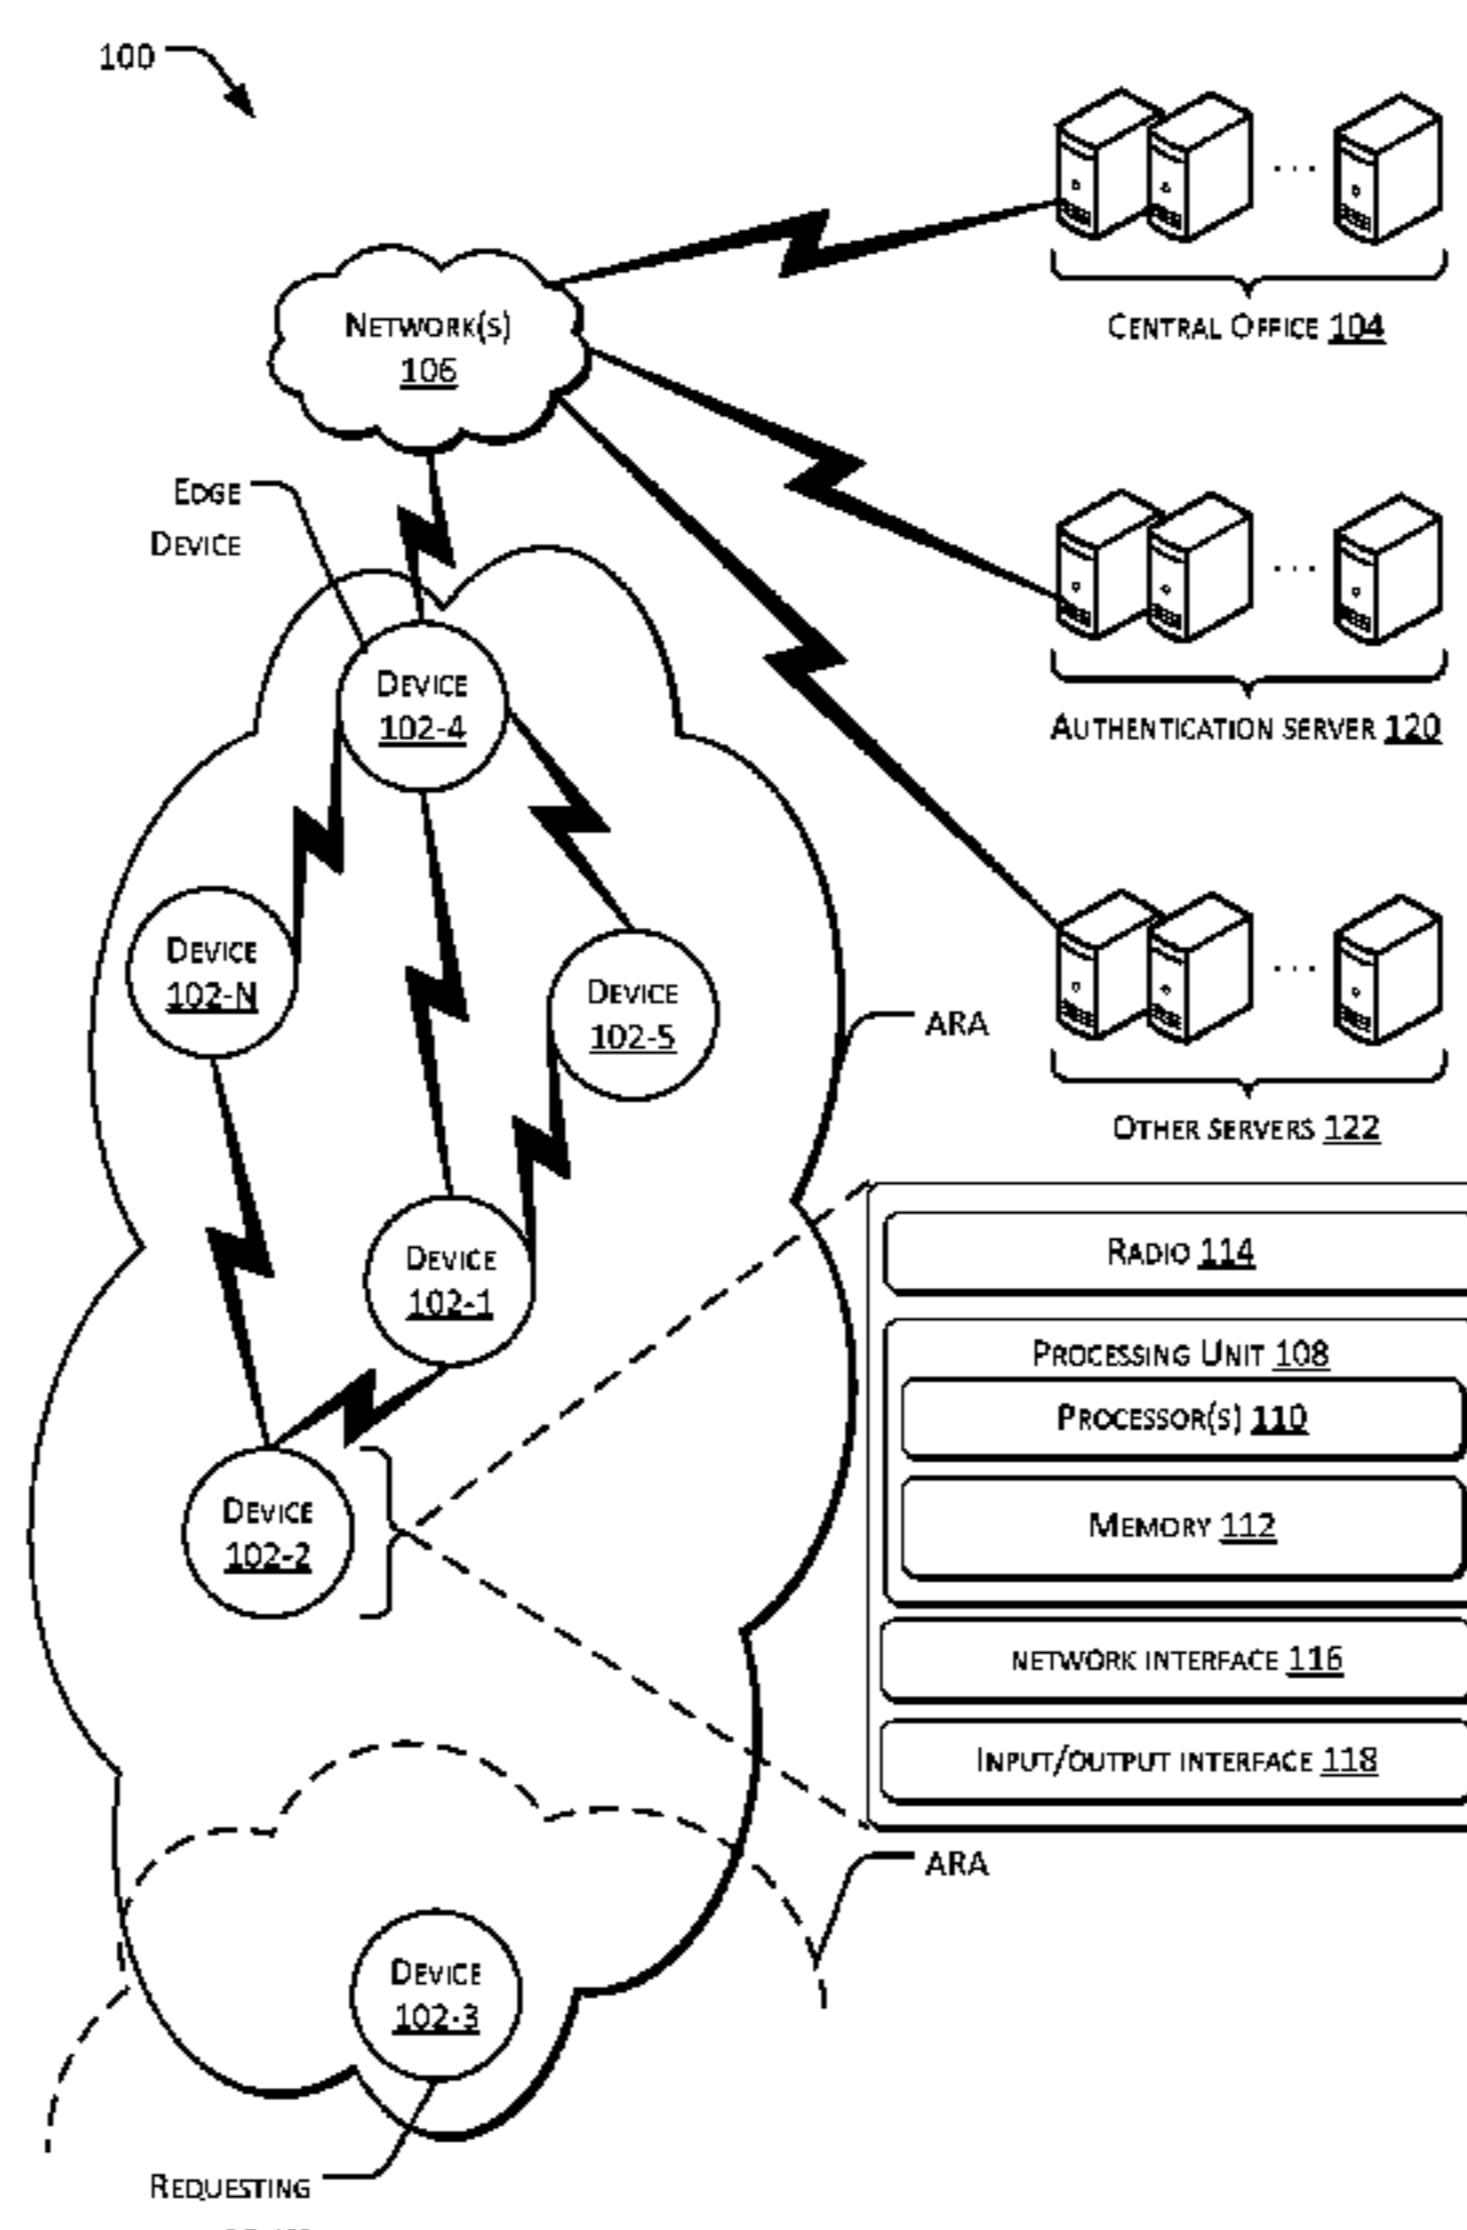 100
CENTRAL OFFICE 104
NETWORK(S)
106
EDGE
DEVICE
AUTHENTICATION SERVER 120
DEVICE
102-4
DEVICE
102-N
DEVICE
102-5
ARA
OTHER SERVERS 122
DEVICE
102-1
RADIO 114
PROCESSING UNIT 108
PROCESSOR(S) 110
MEMORY 112
DEVICE
102-2
NETWORK INTERFACE 116
INPUT/OUTPUT INTERFACE 118
ARA
DEVICE
102-3
REQUESTING